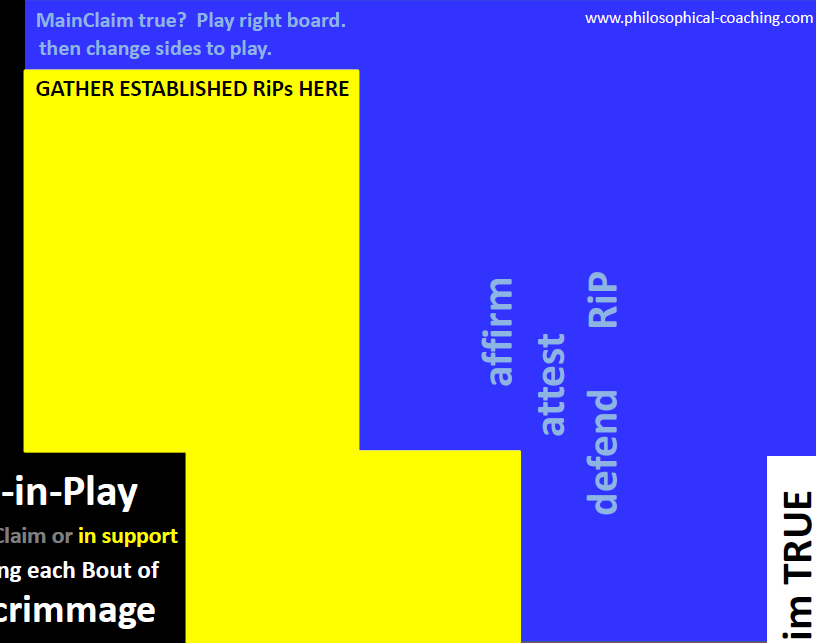 MainClaim true?  Play right board.
then change sides to play.
www.philosophical-coaching.com
GATHER ESTABLISHED RiPs HERE
affirm
attest
defend RiP
-in-Play
Claim or in support
ng each Bout of
crimmage
im TRUE